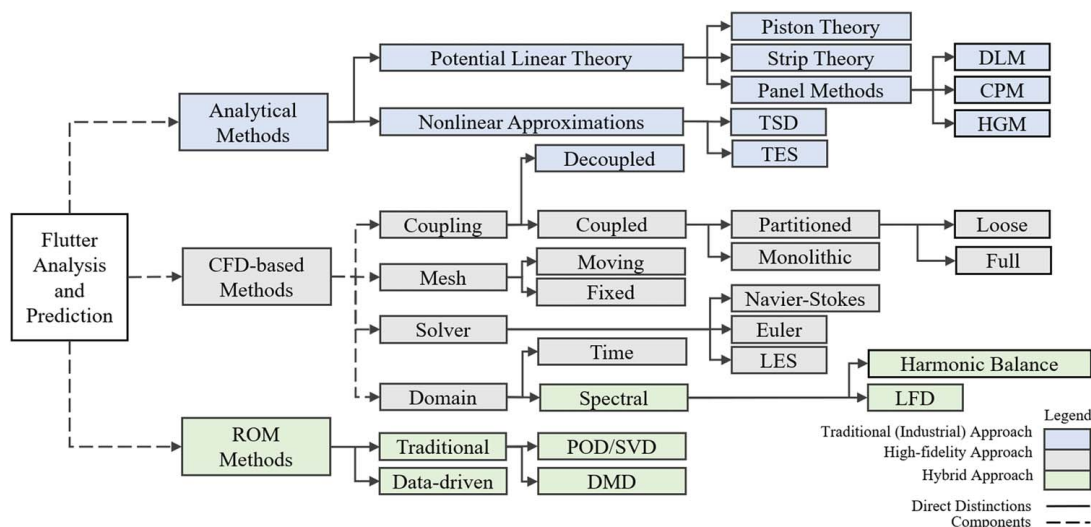 Piston Theory
Potential Linear Theory
Strip Theory
DLM
Panel Methods
CPM
Analytical
Methods
Nonlinear Approximations
TSD
HGM
Decoupled
TES
Flutter
Analysis
and
Prediction
Coupling
Coupled
Partitioned
Loose
CFD-based
Methods
Mesh
Moving
Monolithic
Full
Fixed
Navier-Stokes
Solver
Euler
Time
LES
Harmonic Balance
Domain
Spectral
LFD
ROM
Methods
Traditional
POD/SVD
Data-driven
DMD
Legend
Traditional (Industrial) Approach
High-fidelity Approach
Hybrid Approach
Direct Distinctions
Components